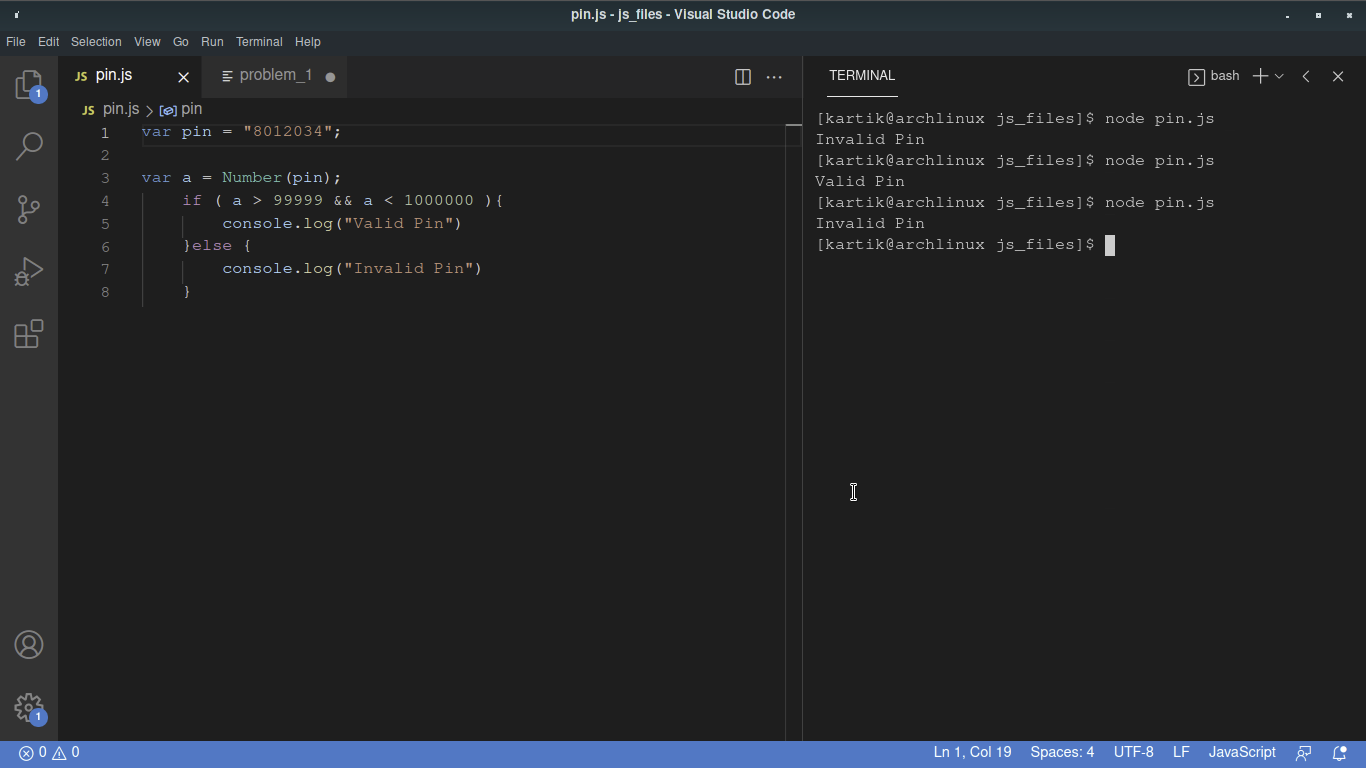 pin.js - js_files - Visual Studio Code
File Edit Selection View Go Run Terminal Help
JS pin.js problem_1
JS pin.js > pin
1 var pin = "8012034";
2
3 var a = Number(pin);
4 if ( a > 99999 && a < 1000000 ){
5 console.log("Valid Pin")
6 }else {
7 console.log("Invalid Pin")
8 }
TERMINAL bash
[kartik@archlinux js_files]$ node pin.js
Invalid Pin
[kartik@archlinux js_files]$ node pin.js
Valid Pin
[kartik@archlinux js_files]$ node pin.js
Invalid Pin
[kartik@archlinux js_files]$
1
1
0 0 Ln 1, Col 19 Spaces: 4 UTF-8 LF JavaScript